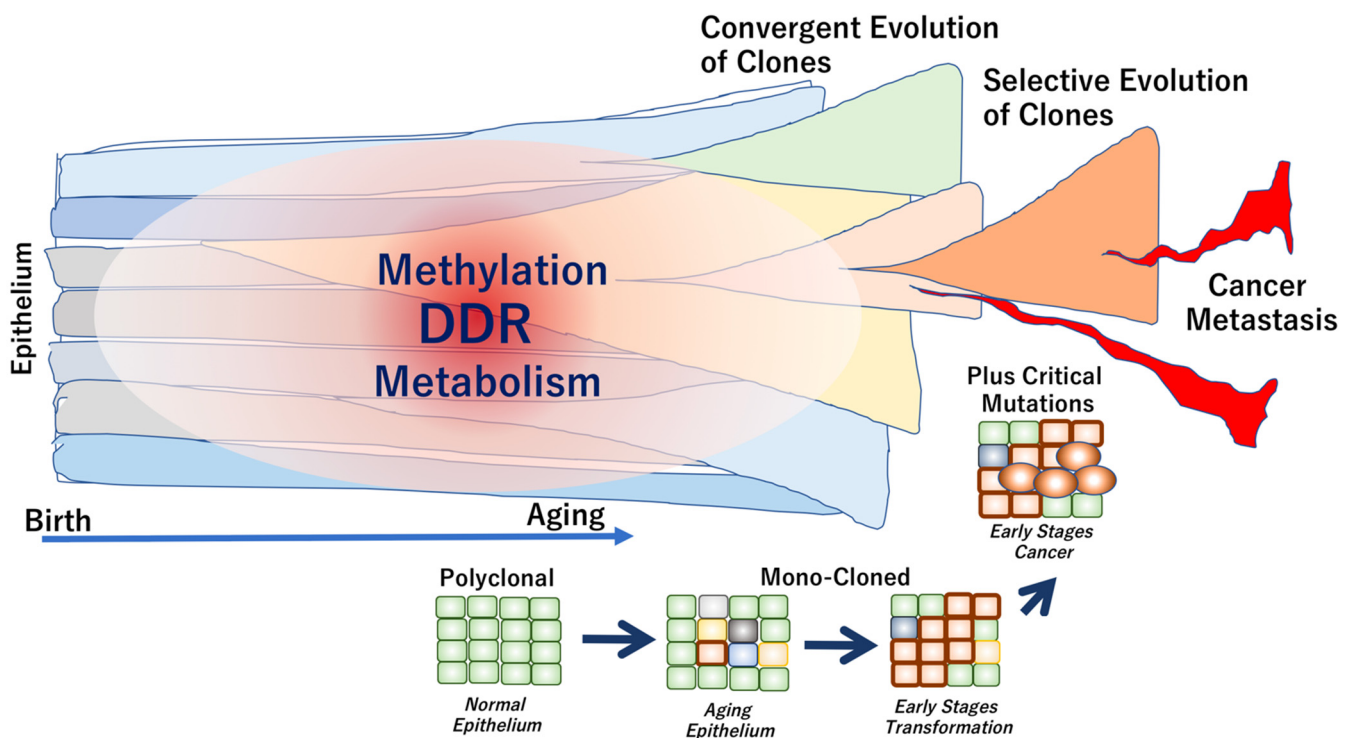 Convergent Evolution
of Clones
Selective Evolution
of Clones
Epithelium
Methylation
DDR
Metabolism
Cancer
Metastasis
Birth
Aging
Plus Critical
Mutations
Early Stages
Cancer
Polyclonal
Mono-Cloned
Normal
Epithelium
Aging
Epithelium
Early Stages
Transformation